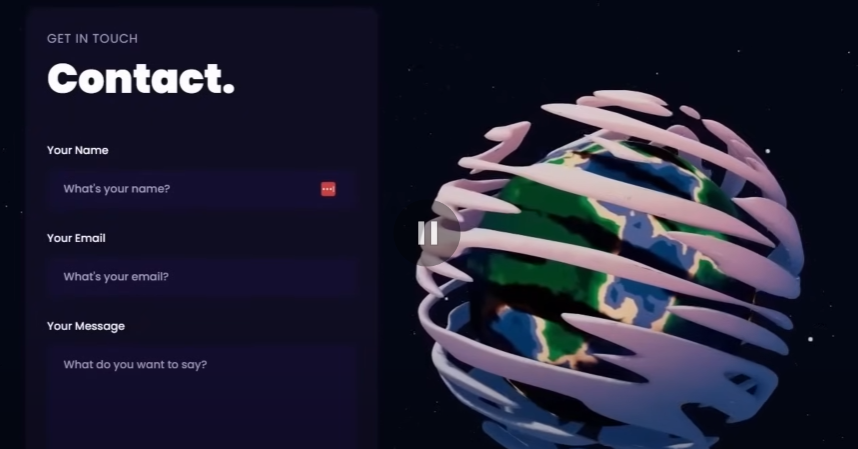 GET IN TOUCH
Contact.
Your Name
What's your name?
Your Email
What's your email?
Your Message
What do you want to say?